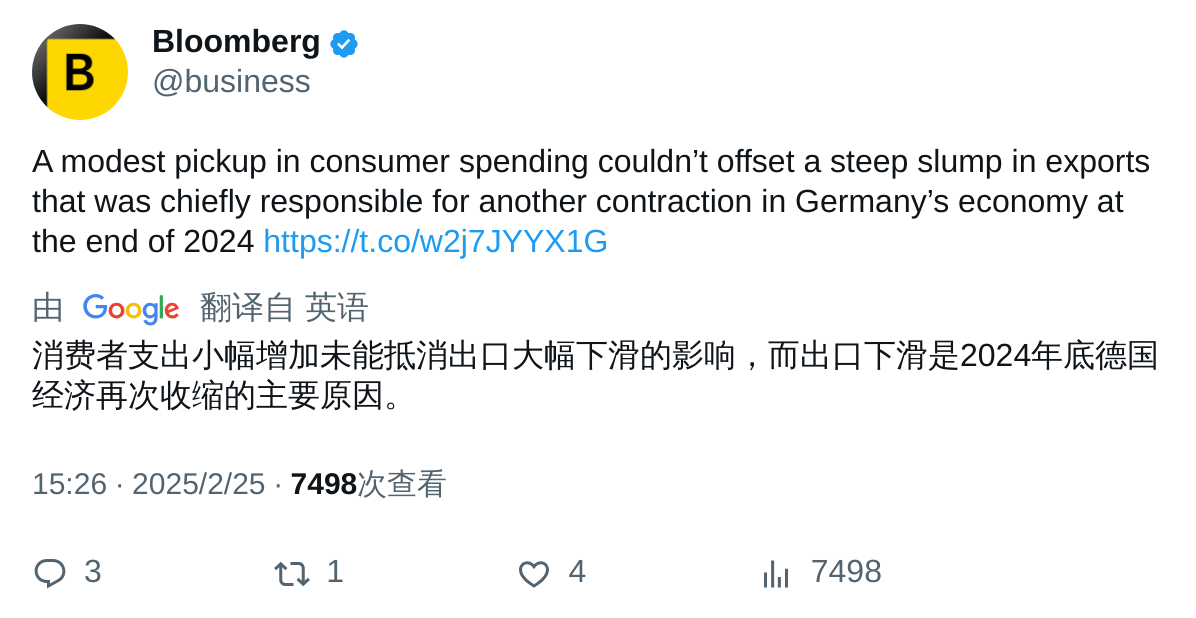 B
Bloomberg
@business
A modest pickup in consumer spending couldn’t offset a steep slump in exports
that was chiefly responsible for another contraction in Germany’s economy at
the end of 2024 https://t.co/w2j7JYYX1G
由 Google 翻译自 英语
消费者支出小幅增加未能抵消出口大幅下滑的影响，而出口下滑是2024年底德国
经济再次收缩的主要原因。
15:26 · 2025/2/25 · 7498次查看
3 1 4 7498